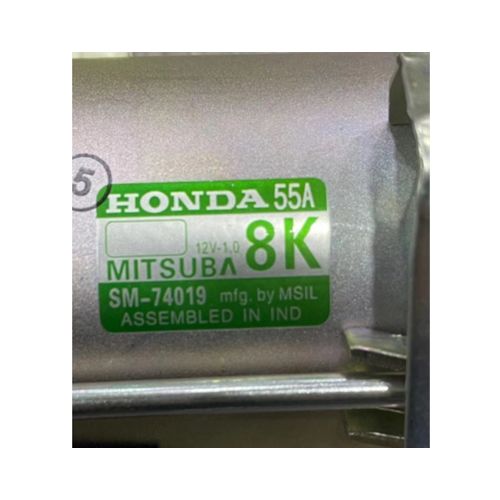 5
HONDA 55A
12V-1.0 8K
MITSUBA
SM-74019 mfg. by MSIL
ASSEMBLED IN IND